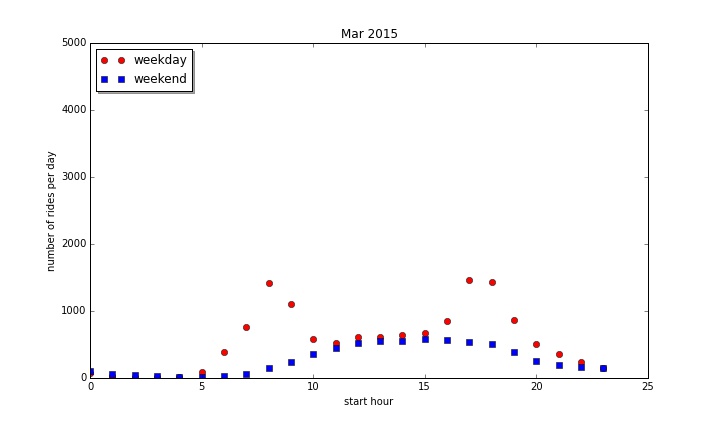 Mar 2015
weekday
weekend
number of rides per day
5000
4000
3000
2000
1000
0
0 5 10 15 20 25
start hour